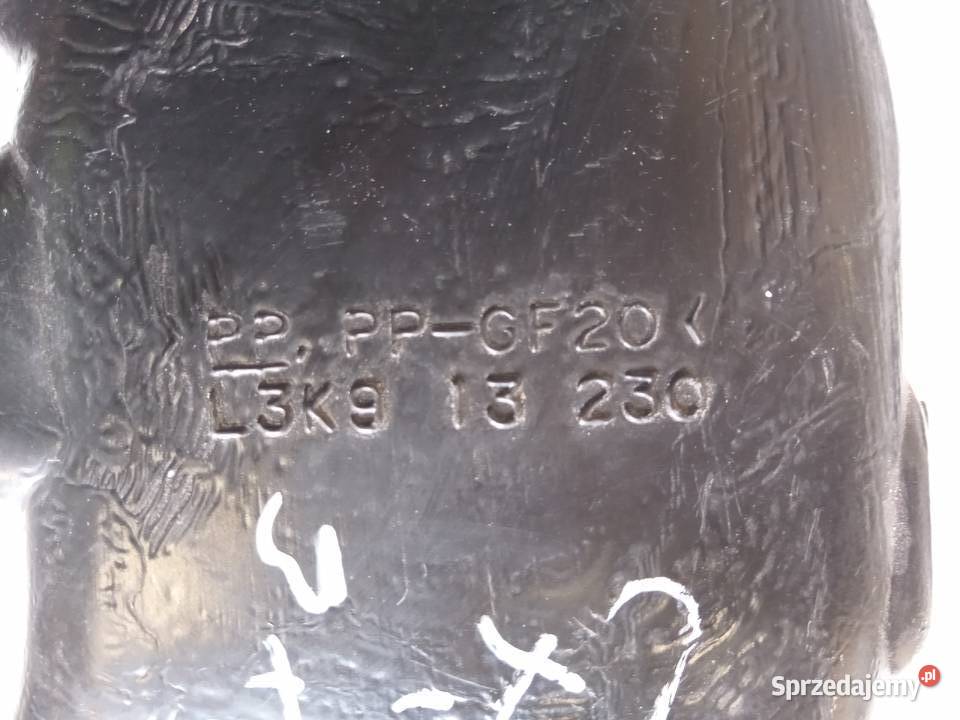 >PP, PP-GF20<
L3K9 13 230
Sprzedajemy.pl